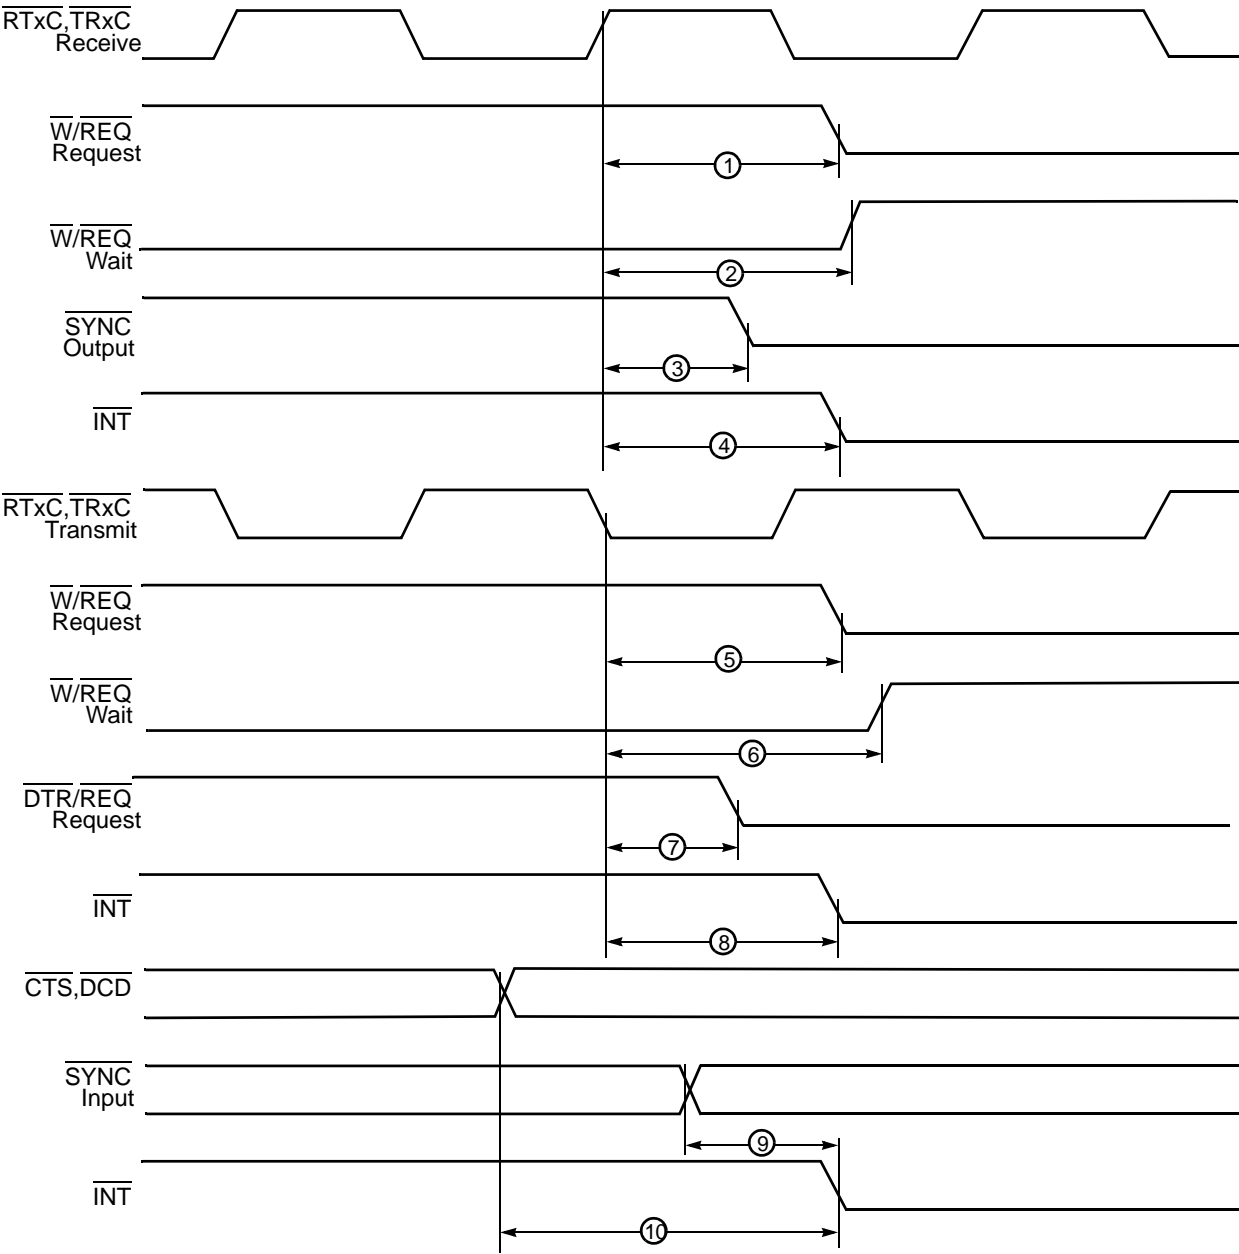 RTxC,TRxC
Receive
W/REQ
Request
1
W/REQ
Wait
2
SYNC
Output
3
INT
4
RTxC,TRxC
Transmit
W/REQ
Request
5
W/REQ
Wait
6
DTR/REQ
Request
7
INT
8
CTS,DCD
SYNC
Input
9
INT
10